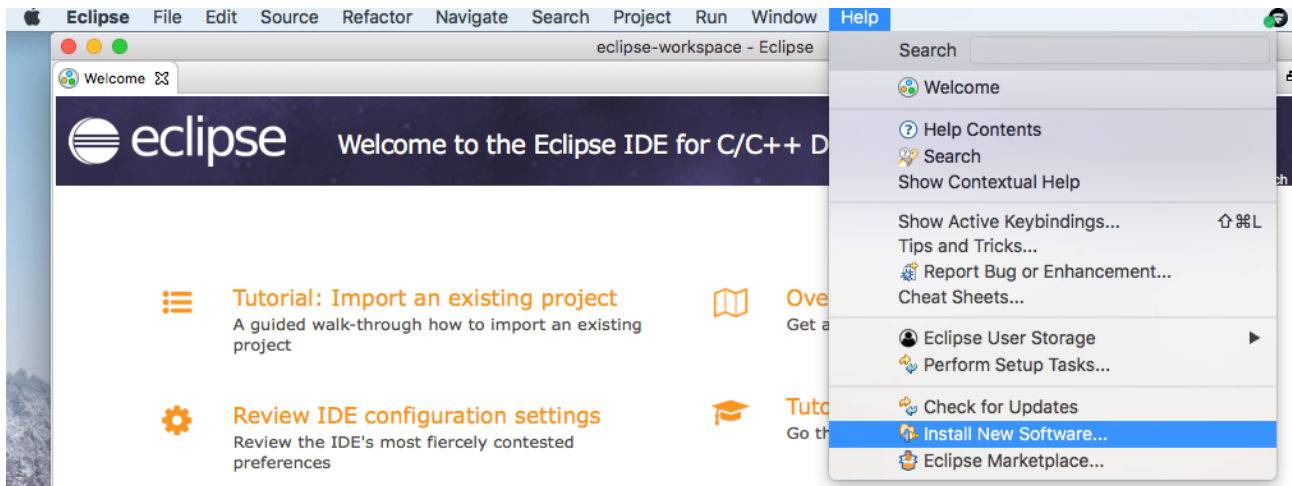 Eclipse File Edit Source Refactor Navigate Search Project Run Window Help
eclipse-workspace - Eclipse
Welcome
eclipse
Welcome to the Eclipse IDE for C/C++ D
Tutorial: Import an existing project
A guided walk-through how to import an existing
project
Ove
Get a
Review IDE configuration settings
Review the IDE's most fiercely contested
preferences
Tuto
Go th
Search
Welcome
Help Contents
Search
Show Contextual Help
Show Active Keybindings... ⇧⌘L
Tips and Tricks...
Report Bug or Enhancement...
Cheat Sheets...
Eclipse User Storage
Perform Setup Tasks...
Check for Updates
Install New Software...
Eclipse Marketplace...